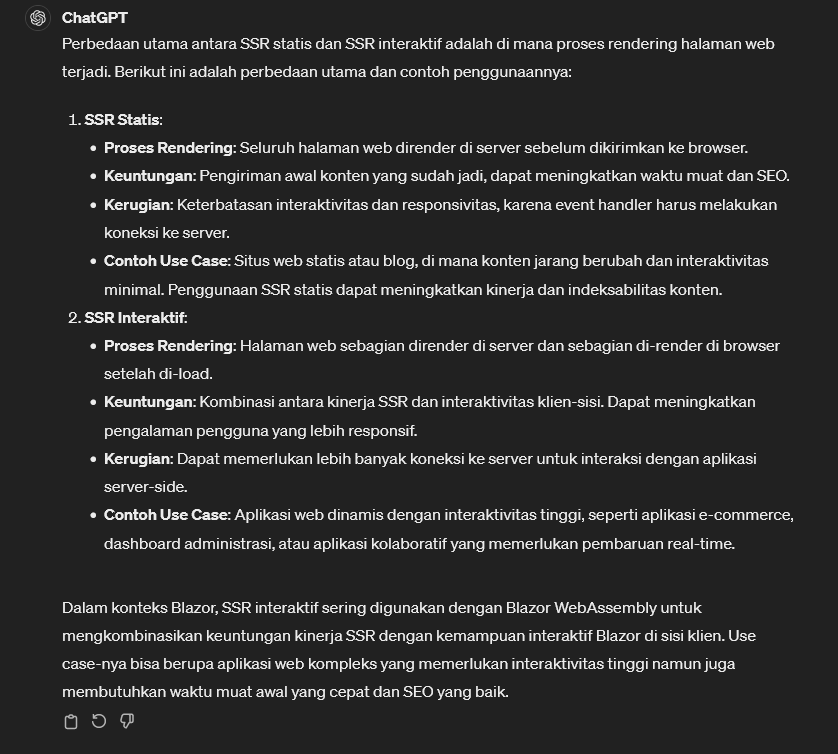 ChatGPT
Perbedaan utama antara SSR statis dan SSR interaktif adalah di mana proses rendering halaman web
terjadi. Berikut ini adalah perbedaan utama dan contoh penggunaannya:
1. SSR Statis:
• Proses Rendering: Seluruh halaman web dirender di server sebelum dikirimkan ke browser.
• Keuntungan: Pengiriman awal konten yang sudah jadi, dapat meningkatkan waktu muat dan SEO.
• Kerugian: Keterbatasan interaktivitas dan responsivitas, karena event handler harus melakukan
koneksi ke server.
• Contoh Use Case: Situs web statis atau blog, di mana konten jarang berubah dan interaktivitas
minimal. Penggunaan SSR statis dapat meningkatkan kinerja dan indeksabilitas konten.
2. SSR Interaktif:
• Proses Rendering: Halaman web sebagian dirender di server dan sebagian di-render di browser
setelah di-load.
• Keuntungan: Kombinasi antara kinerja SSR dan interaktivitas klien-sisi. Dapat meningkatkan
pengalaman pengguna yang lebih responsif.
• Kerugian: Dapat memerlukan lebih banyak koneksi ke server untuk interaksi dengan aplikasi
server-side.
• Contoh Use Case: Aplikasi web dinamis dengan interaktivitas tinggi, seperti aplikasi e-commerce,
dashboard administrasi, atau aplikasi kolaboratif yang memerlukan pembaruan real-time.
Dalam konteks Blazor, SSR interaktif sering digunakan dengan Blazor WebAssembly untuk
mengkombinasikan keuntungan kinerja SSR dengan kemampuan interaktif Blazor di sisi klien. Use
case-nya bisa berupa aplikasi web kompleks yang memerlukan interaktivitas tinggi namun juga
membutuhkan waktu muat awal yang cepat dan SEO yang baik.